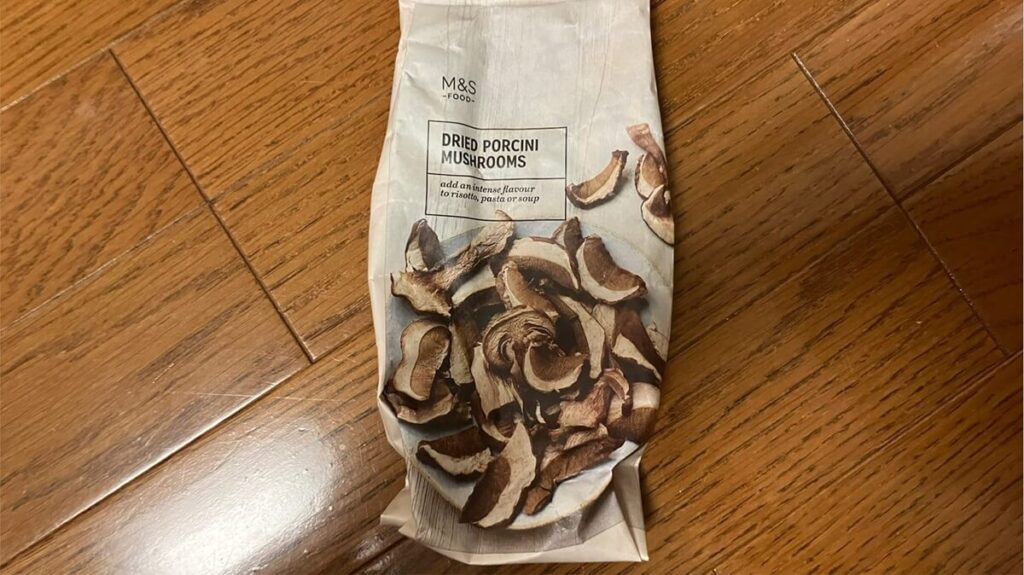 M&S
-FOOD-
DRIED PORCINI
MUSHROOMS
add an intense flavour
to risotto, pasta or soup